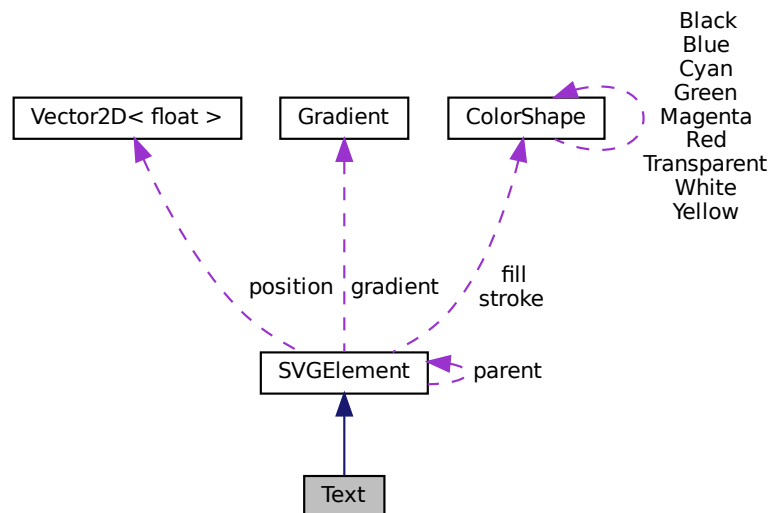 Black
Blue
Cyan
Green
Magenta
Red
Transparent
White
Yellow
Vector2D< float >
Gradient
ColorShape
position
gradient
fill
stroke
SVGElement
parent
Text